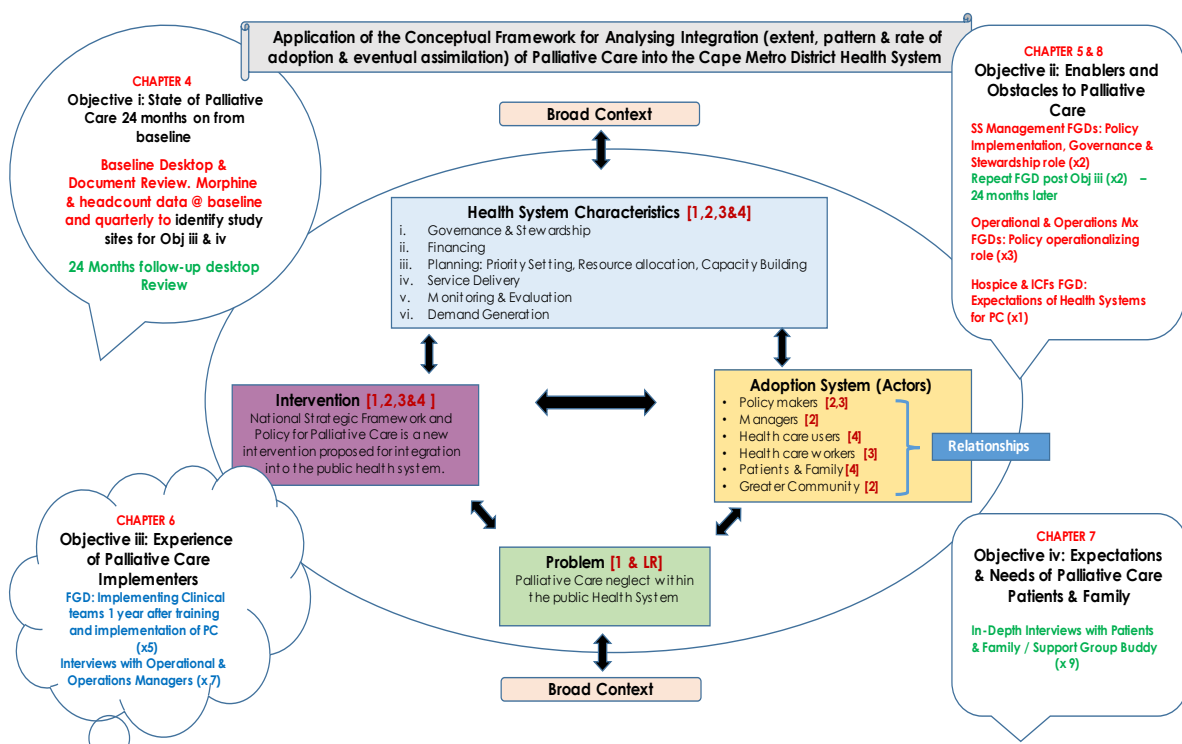 Application of the Conceptual Framework for Analysing Integration (extent, pattern & rate of
adoption & eventual assimilation) of Palliative Care into the Cape Metro District Health System
CHAPTER 4
Objective i: State of Palliative
Care 24 months on from
baseline
Baseline Desktop &
Document Review. Morphine
& headcount data @ baseline
and quarterly to identify study
sites for Obj iii & iv
24 Months follow-up desktop
Review
Broad Context
CHAPTER 5 & 8
Objective ii: Enablers and
Obstacles to Palliative
Care
SS Management FGDs: Policy
Implementation, Governance &
Stewardship role (x2)
Repeat FGD post Obj iii (x2) –
24 months later
Operational & Operations Mx
FGDs: Policy operationalizing
role (x3)
Hospice & ICFs FGD:
Expectations of Health Systems
for PC (x1)
Health System Characteristics [1,2,3&4]
i. Governance & Stewardship
ii. Financing
iii. Planning: Priority Setting, Resource allocation, Capacity Building
iv. Service Delivery
v. Monitoring & Evaluation
vi. Demand Generation
Intervention [1,2,3&4 ]
National Strategic Framework and
Policy for Palliative Care is a new
intervention proposed for integration
into the public health system.
Adoption System (Actors)
• Policy makers [2,3]
• Managers [2]
• Health care users [4]
• Health care workers [3]
• Patients & Family [4]
• Greater Community [2]
Relationships
CHAPTER 6
Objective iii: Experience
of Palliative Care
Implementers
FGD: Implementing Clinical
teams 1 year after training
and implementation of PC
(x5)
Interviews with Operational &
Operations Managers (x 7)
Problem [1 & LR]
Palliative Care neglect within
the public Health System
Broad Context
CHAPTER 7
Objective iv: Expectations
& Needs of Palliative Care
Patients & Family
In-Depth Interviews with Patients
& Family / Support Group Buddy
(x 9)